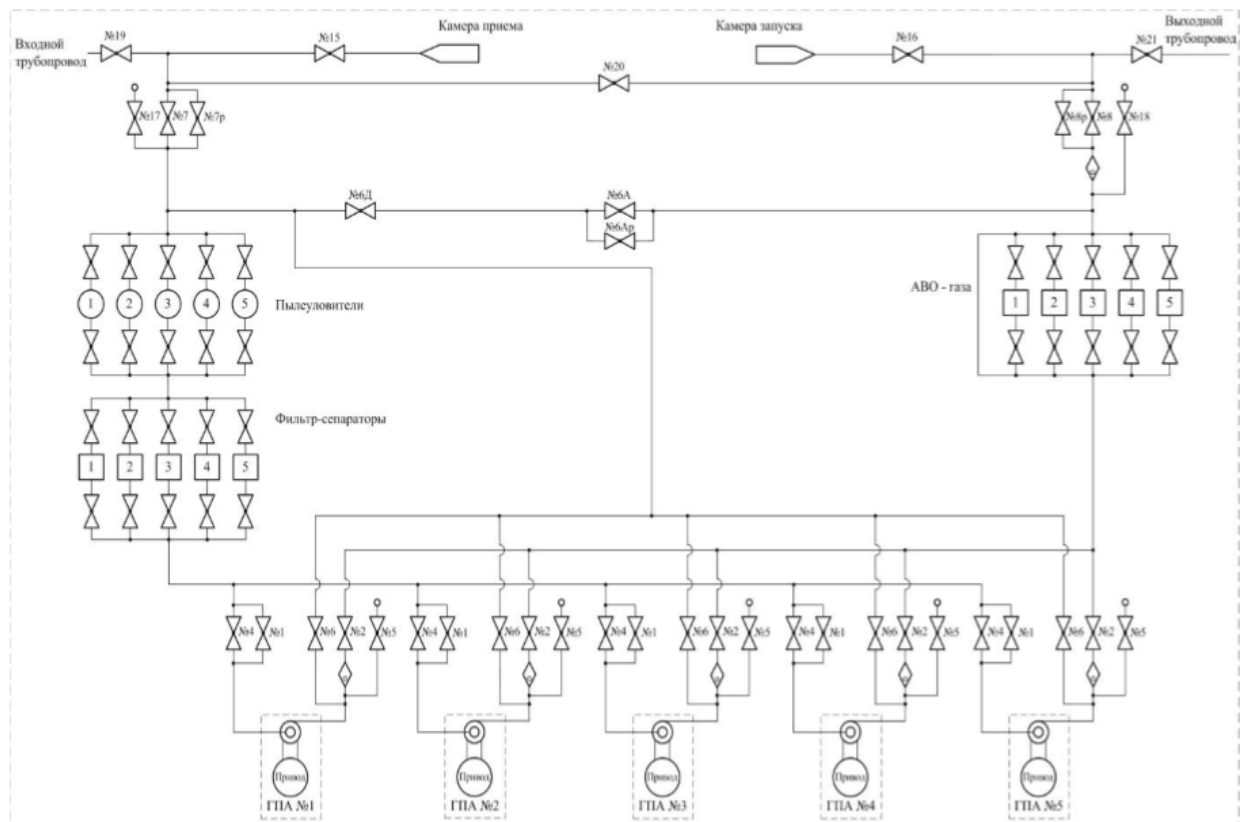 Входной
трубопровод
№19
№15
Камера приема
Камера запуска
№16
Выходной
трубопровод
№21
№20
№17
№7
№7р
№8р
№8
№18
№6Д
№6А
№6Ар
1
2
3
4
5
Пылеуловители
АВО - газа
1
2
3
4
5
Фильтр-сепараторы
1
2
3
4
5
№4
№1
№6
№2
№5
№4
№1
№6
№2
№5
№4
№1
№6
№2
№5
№4
№1
№6
№2
№5
№4
№1
№6
№2
№5
Привод
Привод
Привод
Привод
Привод
ГПА №1
ГПА №2
ГПА №3
ГПА №4
ГПА №5